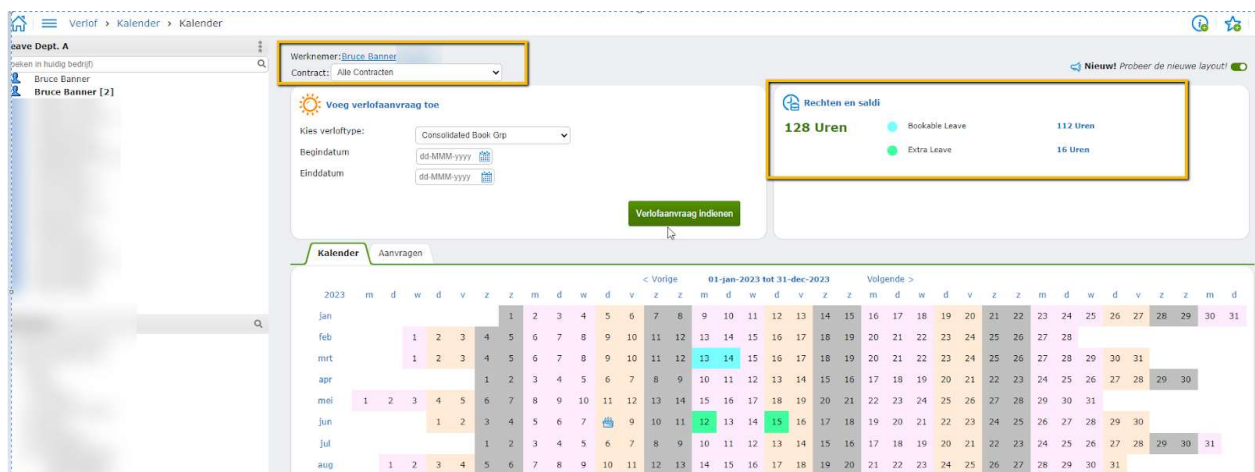 Verlof > Kalender > Kalender
eave Dept. A
oeken in huidig bedrijf)
Bruce Banner
Bruce Banner [2]
Werknemer:Bruce Banner
Contract: Alle Contracten
Nieuw! Probeer de nieuwe layout!
Voeg verlofaanvraag toe
Kies verloftype: Consolidated Book Grp
Begindatum dd-MMM-yyyy
Einddatum dd-MMM-yyyy
Verlofaanvraag indienen
Rechten en saldi
128 Uren Bookable Leave 112 Uren
Extra Leave 16 Uren
Kalender Aanvragen
< Vorige 01-jan-2023 tot 31-dec-2023 Volgende >
2023 m d w d v z z m d w d v z z m d w d v z z m d w d v z z m d w d v z z m d
jan 1 2 3 4 5 6 7 8 9 10 11 12 13 14 15 16 17 18 19 20 21 22 23 24 25 26 27 28 29 30 31
feb 1 2 3 4 5 6 7 8 9 10 11 12 13 14 15 16 17 18 19 20 21 22 23 24 25 26 27 28
mrt 1 2 3 4 5 6 7 8 9 10 11 12 13 14 15 16 17 18 19 20 21 22 23 24 25 26 27 28 29 30 31
apr 1 2 3 4 5 6 7 8 9 10 11 12 13 14 15 16 17 18 19 20 21 22 23 24 25 26 27 28 29 30
mei 1 2 3 4 5 6 7 8 9 10 11 12 13 14 15 16 17 18 19 20 21 22 23 24 25 26 27 28 29 30 31
jun 1 2 3 4 5 6 7 9 10 11 12 13 14 15 16 17 18 19 20 21 22 23 24 25 26 27 28 29 30
jul 1 2 3 4 5 6 7 8 9 10 11 12 13 14 15 16 17 18 19 20 21 22 23 24 25 26 27 28 29 30 31
aug 1 2 3 4 5 6 7 8 9 10 11 12 13 14 15 16 17 18 19 20 21 22 23 24 25 26 27 28 29 30 31